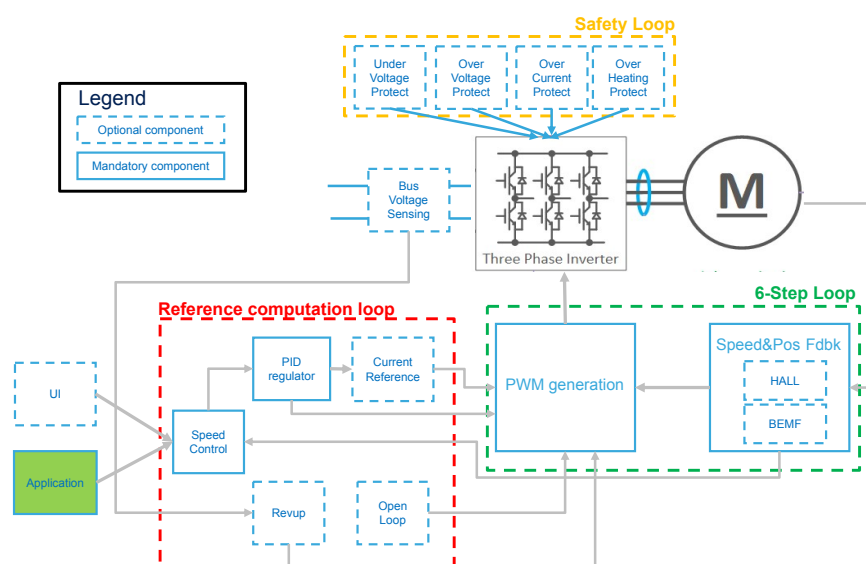 Safety Loop
Under
Voltage
Protect
Over
Voltage
Protect
Over
Current
Protect
Over
Heating
Protect
Legend
Optional component
Mandatory component
Bus
Voltage
Sensing
M
Three Phase Inverter
Reference computation loop
6-Step Loop
PID
regulator
Current
Reference
PWM generation
Speed&Pos Fdbk
HALL
BEMF
UI
Speed
Control
Application
Revup
Open
Loop